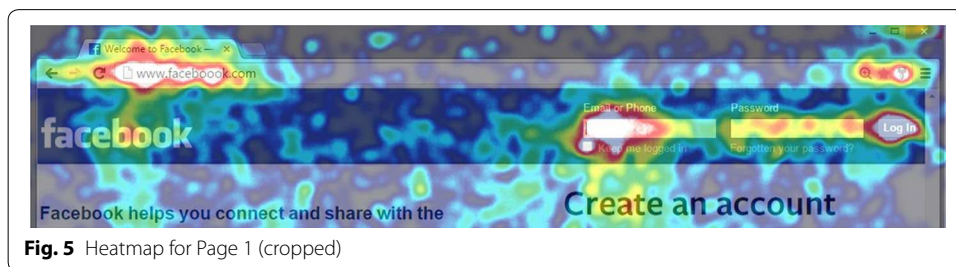 Welcome to Facebook —
www.faceboook.com
Email or Phone Password
facebook
Log In
Keep me logged in Forgotten your password?
Create an account
Facebook helps you connect and share with the
Fig. 5 Heatmap for Page 1 (cropped)